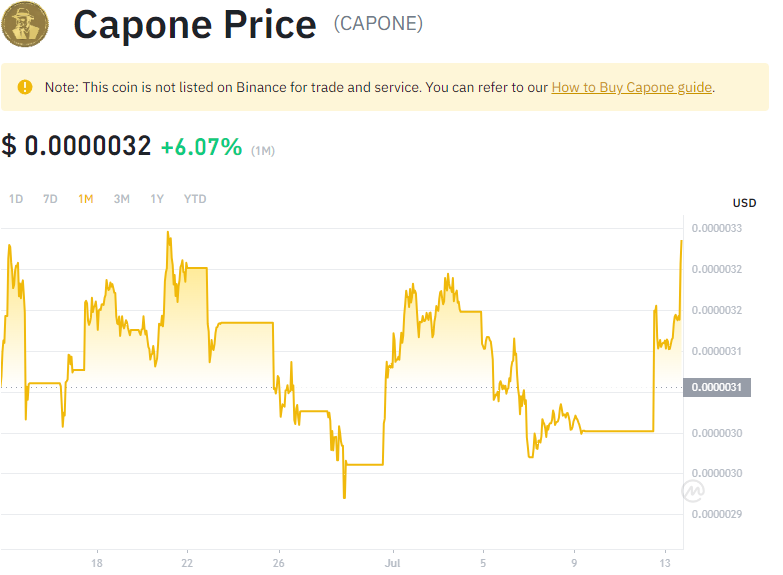 Capone Price (CAPONE)
Note: This coin is not listed on Binance for trade and service. You can refer to our How to Buy Capone guide.
$ 0.0000032 +6.07% (1M)
1D 7D 1M 3M 1Y YTD
USD
0.0000033
0.0000032
0.0000032
0.0000031
0.0000031
0.0000030
0.0000030
0.0000029
18 22 26 Jul 5 9 13